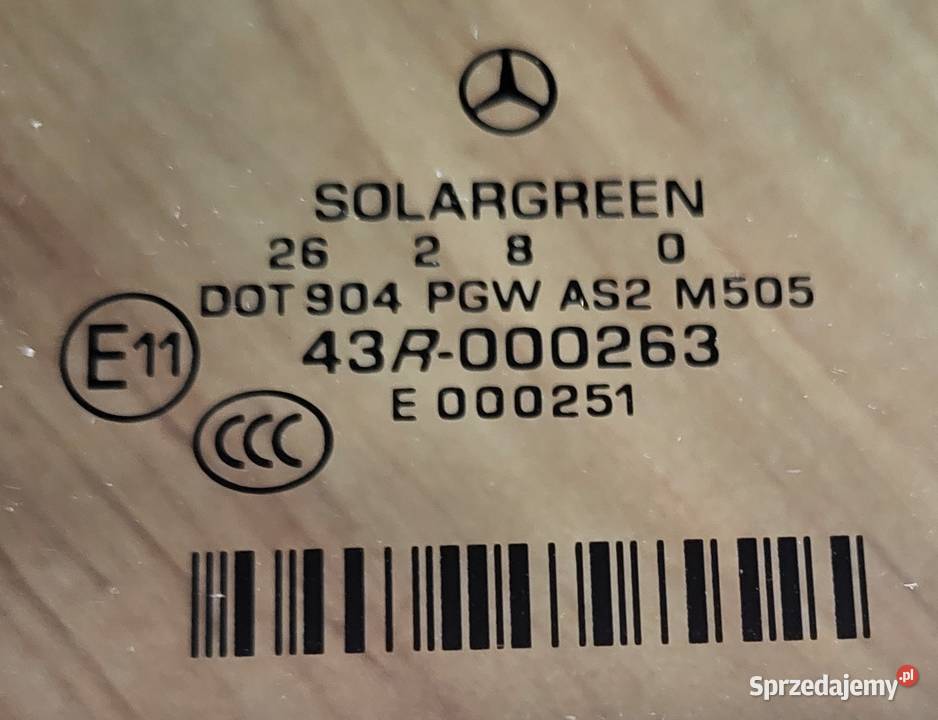 SOLARGREEN
26 2 8 0
DOT 904 PGW AS2 M505
E11
43R-000263
E 000251
CCC
Sprzedajemy.pl